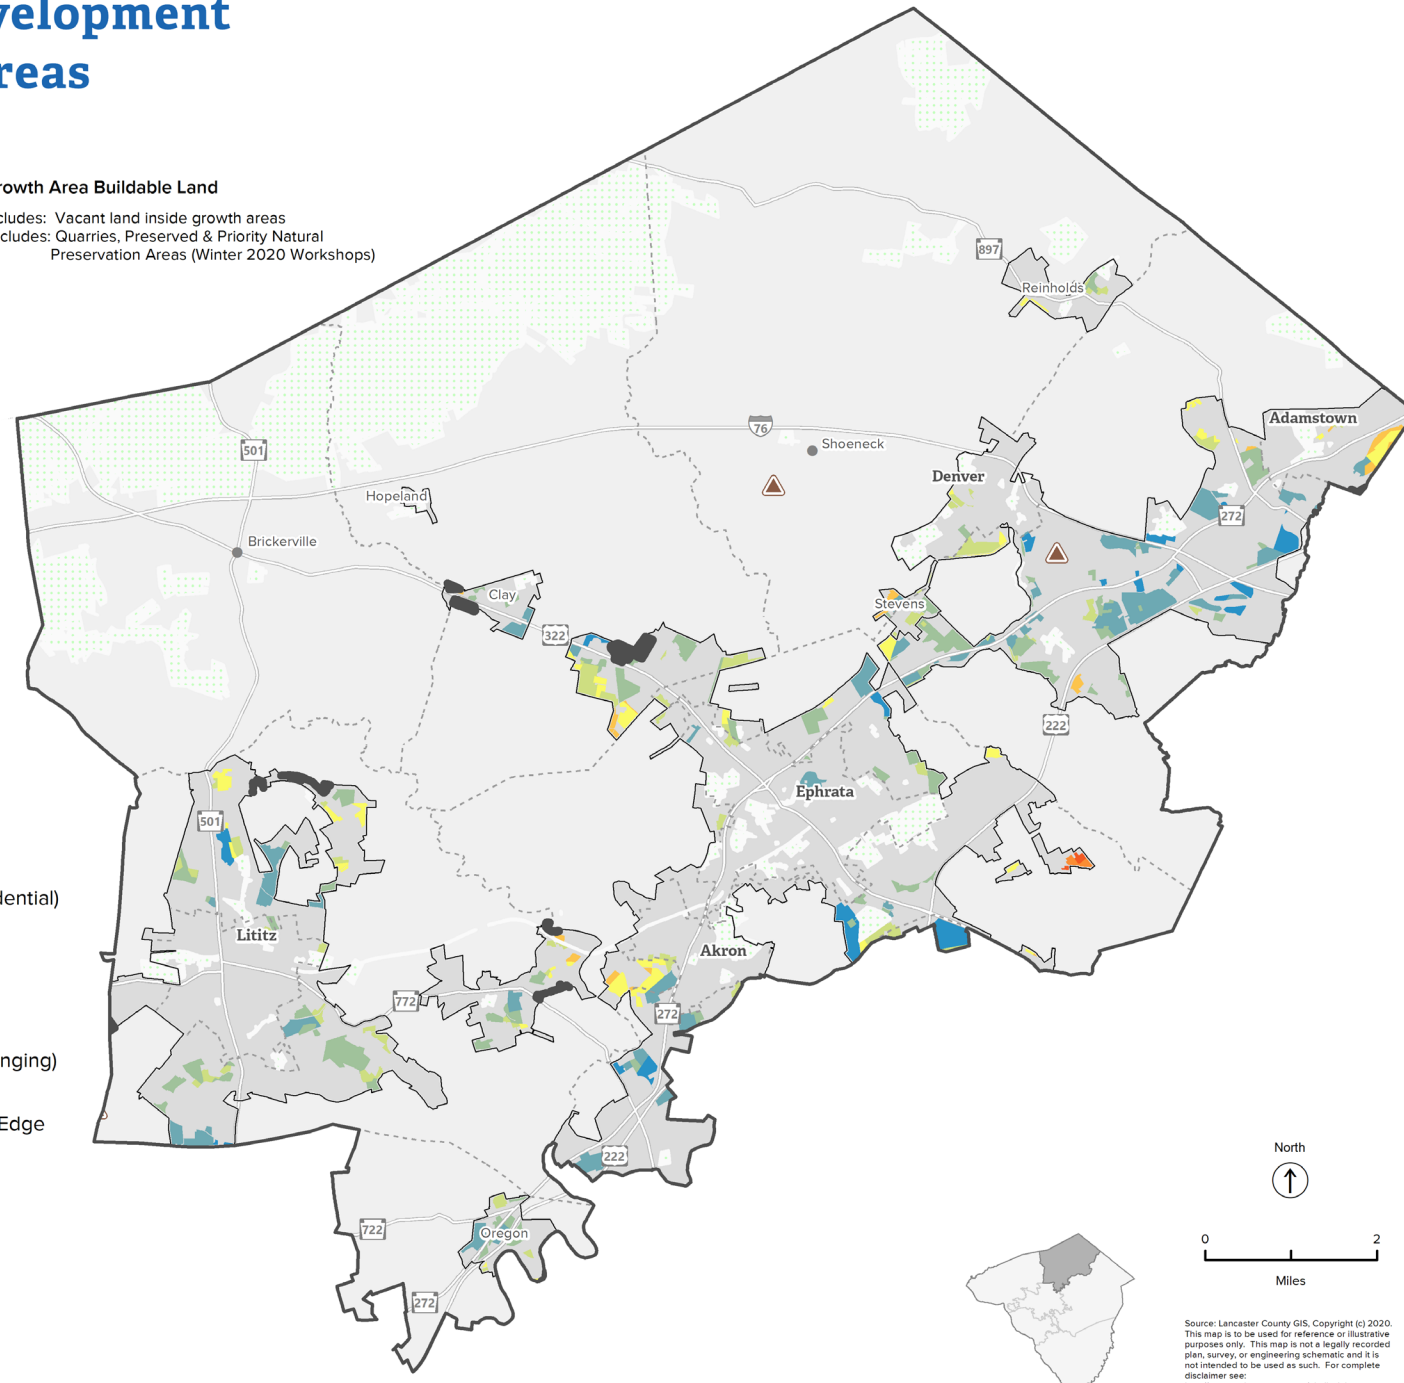 velopment
reas
rowth Area Buildable Land
cludes: Vacant land inside growth areas
cludes: Quarries, Preserved & Priority Natural
Preservation Areas (Winter 2020 Workshops)
897
Reinholds
Adamstown
76
Shoeneck
501
Denver
Hopeland
272
Brickerville
Clay
Stevens
322
222
Ephrata
501
dential)
Lititz
Akron
772
272
nging)
Edge
North
222
722
Oregon
0 2
Miles
272
Source: Lancaster County GIS, Copyright (c) 2020.
This map is to be used for reference or illustrative
purposes only. This map is not a legally recorded
plan, survey, or engineering schematic and it is
not intended to be used as such. For complete
disclaimer see: